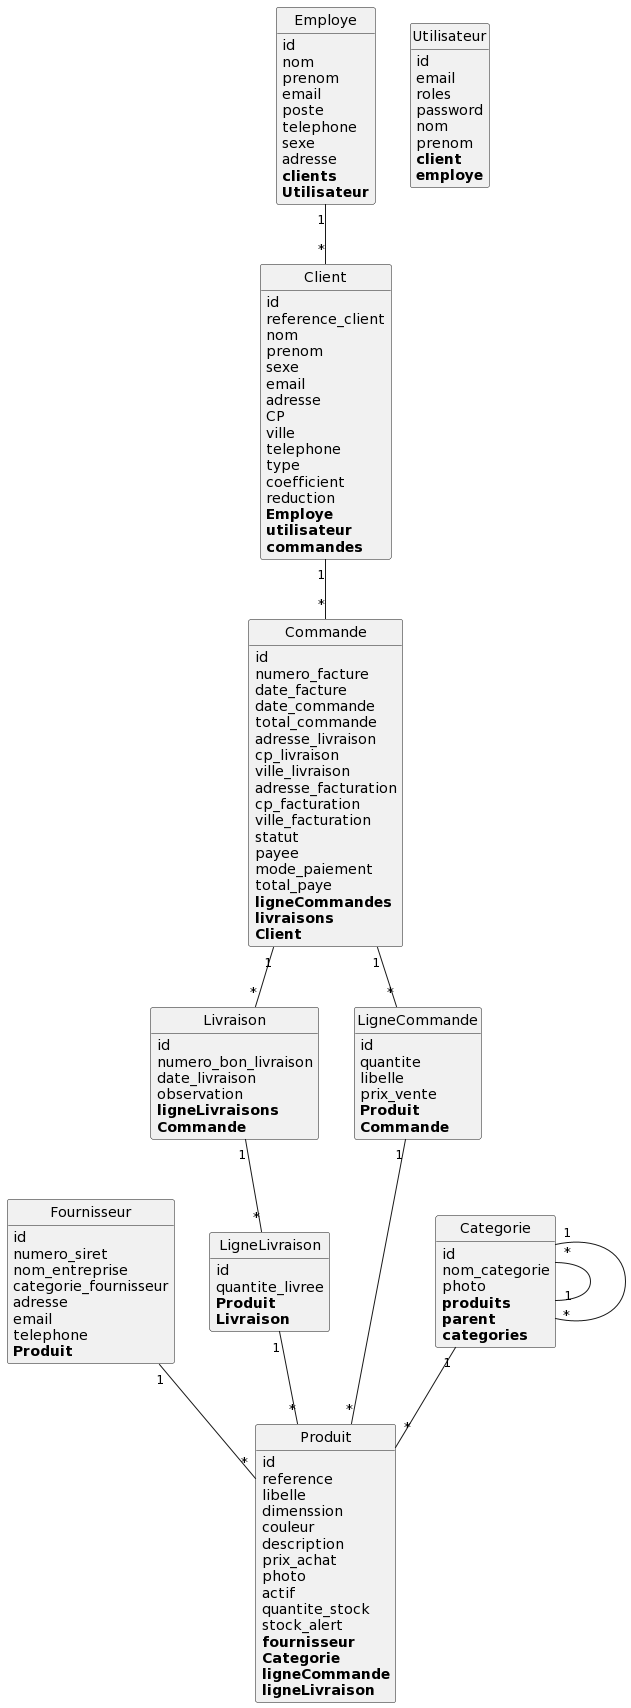 Employe
id
nom
prenom
email
poste
telephone
sexe
adresse
clients
Utilisateur
Utilisateur
id
email
roles
password
nom
prenom
client
employe
1
*
Client
id
reference_client
nom
prenom
sexe
email
adresse
CP
ville
telephone
type
coefficient
reduction
Employe
utilisateur
commandes
1
*
Commande
id
numero_facture
date_facture
date_commande
total_commande
adresse_livraison
cp_livraison
ville_livraison
adresse_facturation
cp_facturation
ville_facturation
statut
payee
mode_paiement
total_paye
ligneCommandes
livraisons
Client
1
*
1
*
Livraison
id
numero_bon_livraison
date_livraison
observation
ligneLivraisons
Commande
LigneCommande
id
quantite
libelle
prix_vente
Produit
Commande
1
*
1
*
Fournisseur
id
numero_siret
nom_entreprise
categorie_fournisseur
adresse
email
telephone
Produit
LigneLivraison
id
quantite_livree
Produit
Livraison
Categorie
id
nom_categorie
photo
produits
parent
categories
1
*
1
*
1
*
1
*
1
*
Produit
id
reference
libelle
dimenssion
couleur
description
prix_achat
photo
actif
quantite_stock
stock_alert
fournisseur
Categorie
ligneCommande
ligneLivraison